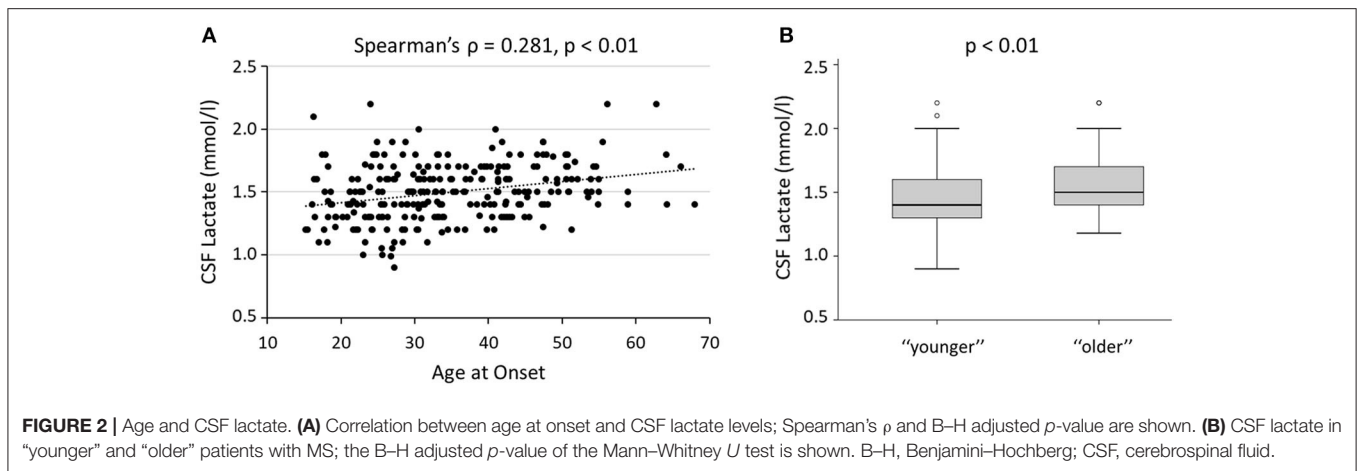 A
Spearman's ρ = 0.281, p < 0.01
CSF Lactate (mmol/l)
2.5
2.0
1.5
1.0
0.5
10 20 30 40 50 60 70
Age at Onset
B
p < 0.01
CSF Lactate (mmol/l)
2.5
2.0
1.5
1.0
0.5
“younger” “older”
FIGURE 2 | Age and CSF lactate. (A) Correlation between age at onset and CSF lactate levels; Spearman's ρ and B–H adjusted p-value are shown. (B) CSF lactate in
“younger” and “older” patients with MS; the B–H adjusted p-value of the Mann–Whitney U test is shown. B–H, Benjamini–Hochberg; CSF, cerebrospinal fluid.